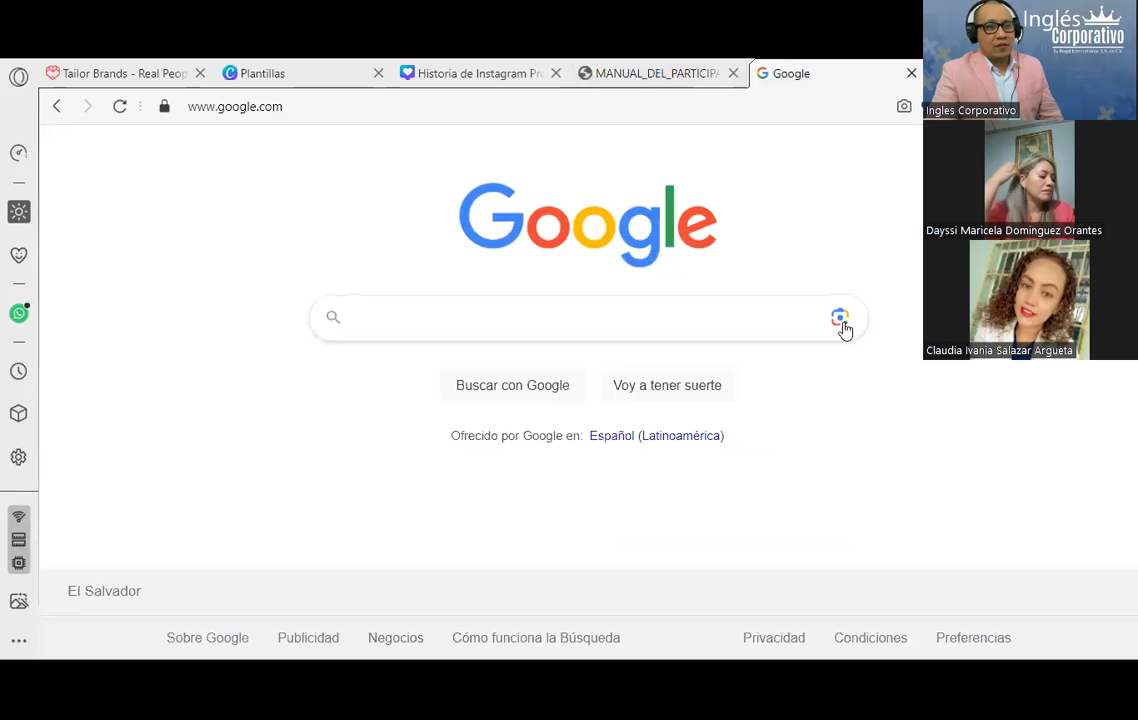 Tailor Brands - Real Peop
Plantillas
Historia de Instagram Pr
MANUAL_DEL_PARTICIPA
Google
www.google.com
Google
Buscar con Google
Voy a tener suerte
Ofrecido por Google en: Español (Latinoamérica)
El Salvador
Sobre Google
Publicidad
Negocios
Cómo funciona la Búsqueda
Privacidad
Condiciones
Preferencias
Inglés
Corporativo
Ingles Corporativo
Dayssi Maricela Dominguez Orantes
Claudia Ivania Salazar Argueta